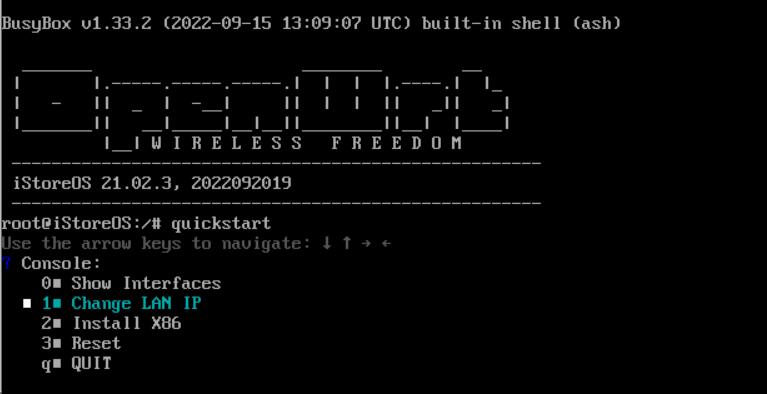 BusyBox v1.33.2 (2022-09-15 13:09:07 UTC) built-in shell (ash)
OpenWrt
W I R E L E S S   F R E E D O M
iStoreOS 21.02.3, 2022092019
root@iStoreOS:/# quickstart
Use the arrow keys to navigate: ↓ ↑ → ←
? Console:
0■ Show Interfaces
■ 1■ Change LAN IP
2■ Install X86
3■ Reset
q■ QUIT